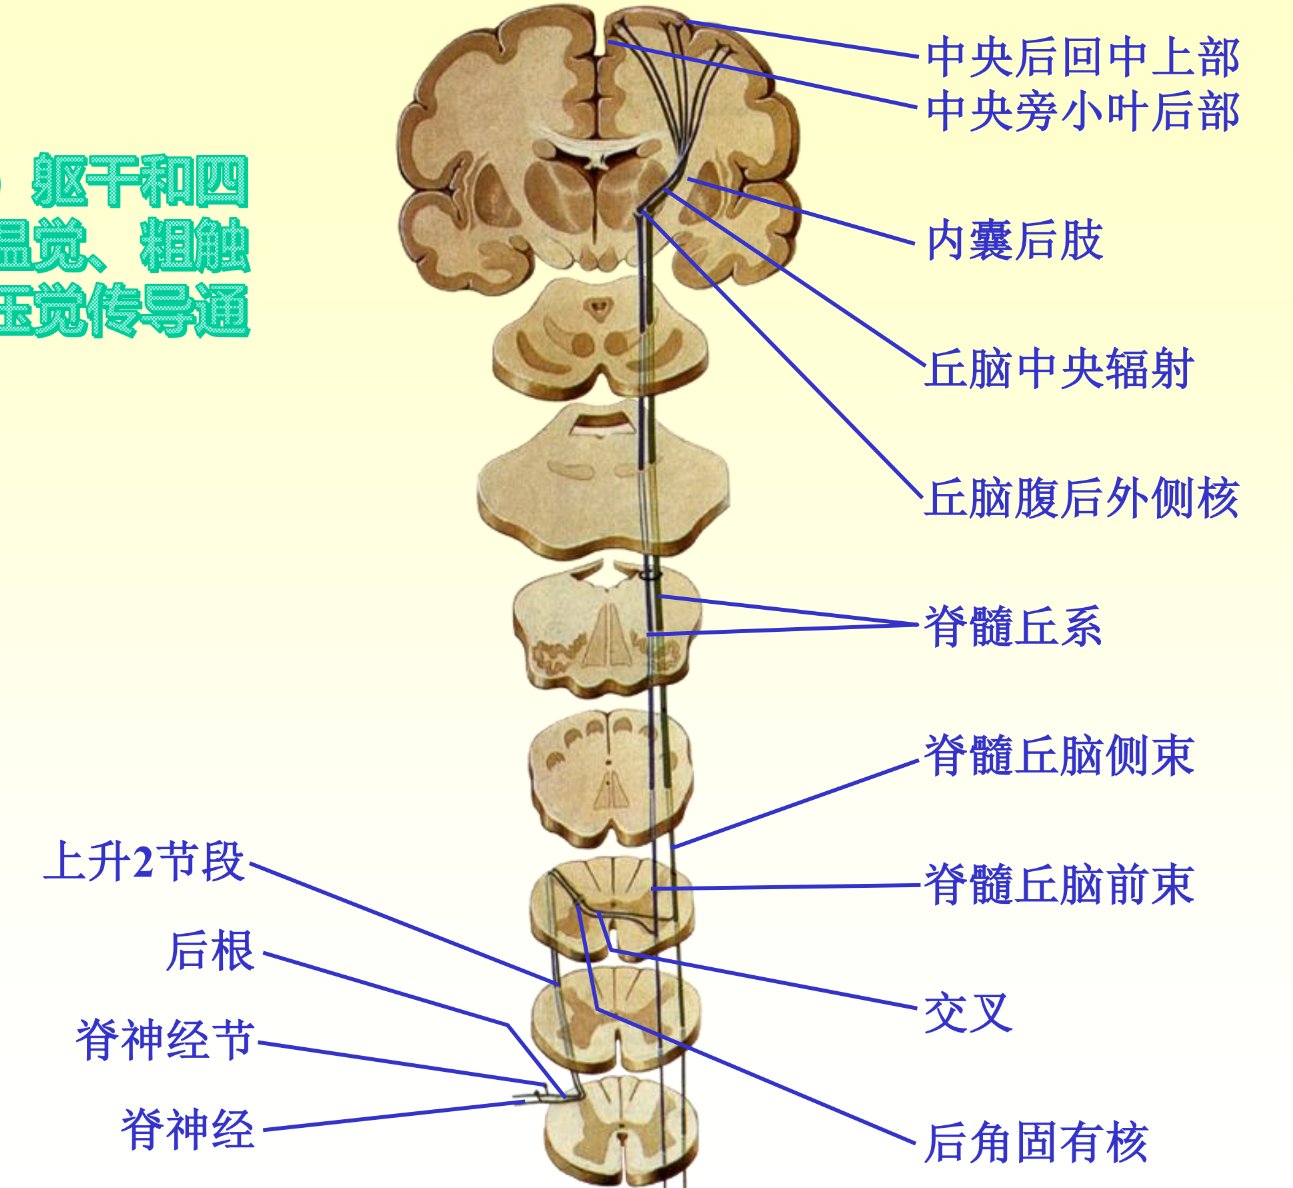 躯干和四
温觉、粗触
压觉传导通
中央后回中上部
中央旁小叶后部
内囊后肢
丘脑中央辐射
丘脑腹后外侧核
脊髓丘系
脊髓丘脑侧束
脊髓丘脑前束
交叉
后角固有核
上升2节段
后根
脊神经节
脊神经